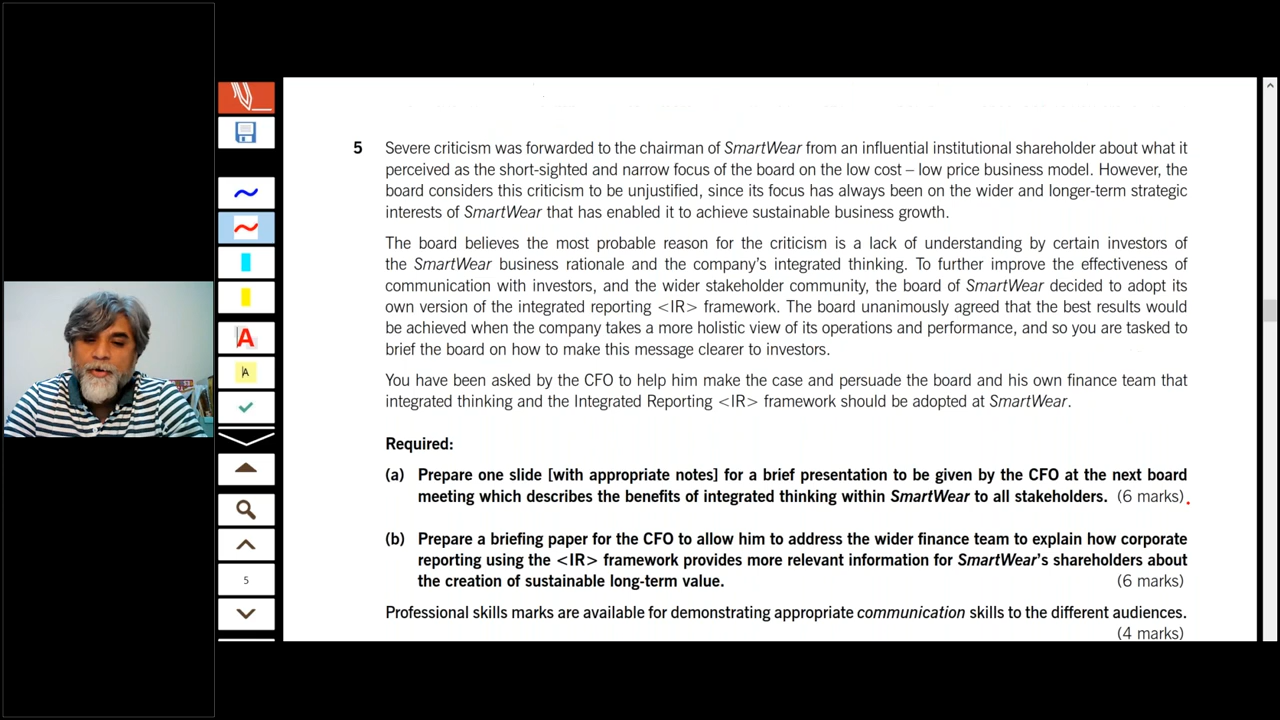 5 Severe criticism was forwarded to the chairman of SmartWear from an influential institutional shareholder about what it
perceived as the short-sighted and narrow focus of the board on the low cost – low price business model. However, the
board considers this criticism to be unjustified, since its focus has always been on the wider and longer-term strategic
interests of SmartWear that has enabled it to achieve sustainable business growth.
The board believes the most probable reason for the criticism is a lack of understanding by certain investors of
the SmartWear business rationale and the company's integrated thinking. To further improve the effectiveness of
communication with investors, and the wider stakeholder community, the board of SmartWear decided to adopt its
own version of the integrated reporting <IR> framework. The board unanimously agreed that the best results would
be achieved when the company takes a more holistic view of its operations and performance, and so you are tasked to
brief the board on how to make this message clearer to investors.
You have been asked by the CFO to help him make the case and persuade the board and his own finance team that
integrated thinking and the Integrated Reporting <IR> framework should be adopted at SmartWear.
Required:
(a) Prepare one slide [with appropriate notes] for a brief presentation to be given by the CFO at the next board
meeting which describes the benefits of integrated thinking within SmartWear to all stakeholders. (6 marks)
(b) Prepare a briefing paper for the CFO to allow him to address the wider finance team to explain how corporate
reporting using the <IR> framework provides more relevant information for SmartWear's shareholders about
the creation of sustainable long-term value. (6 marks)
Professional skills marks are available for demonstrating appropriate communication skills to the different audiences.
(4 marks)
A
A
5